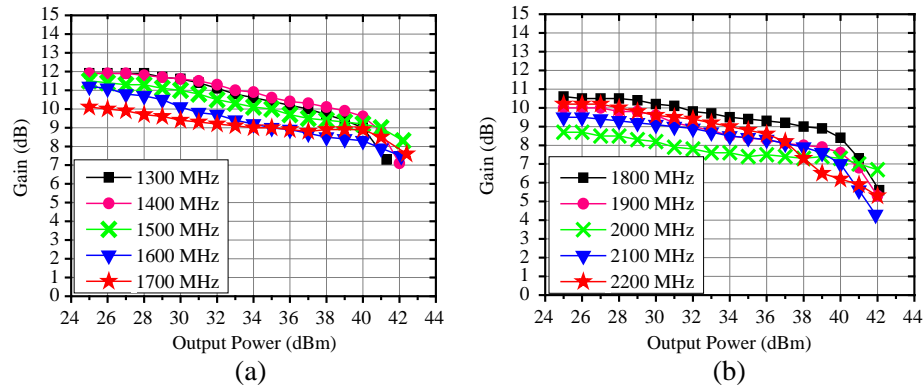 15
14
13
12
11
10
9
8
7
6
5
4
3
2
1
0
Gain (dB)
1300 MHz
1400 MHz
1500 MHz
1600 MHz
1700 MHz
24 26 28 30 32 34 36 38 40 42 44
Output Power (dBm)
(a)
15
14
13
12
11
10
9
8
7
6
5
4
3
2
1
0
Gain (dB)
1800 MHz
1900 MHz
2000 MHz
2100 MHz
2200 MHz
24 26 28 30 32 34 36 38 40 42 44
Output Power (dBm)
(b)